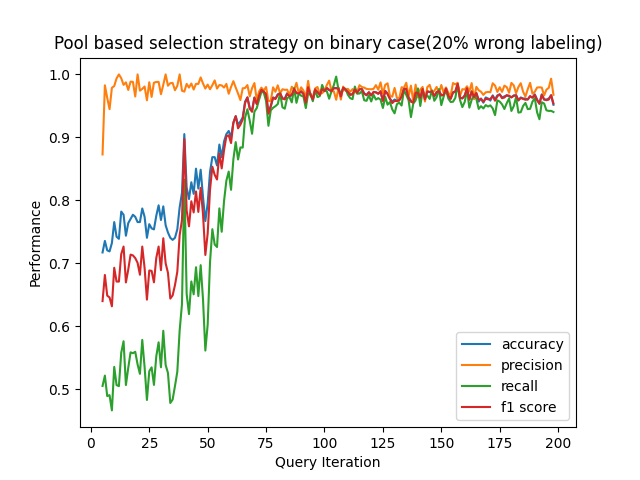 Pool based selection strategy on binary case(20% wrong labeling)
1.0
0.9
0.8
0.7
0.6
0.5
Performance
0
25
50
75
100
125
150
175
200
Query Iteration
accuracy
precision
recall
f1 score